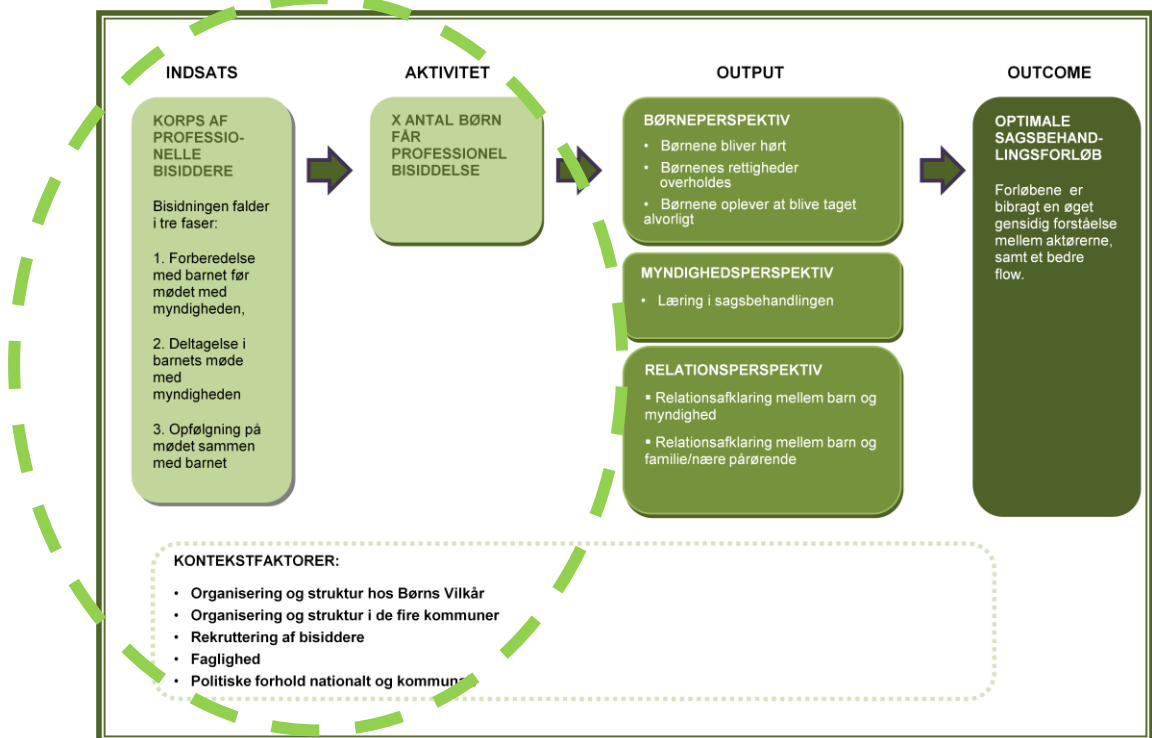 INDSATS
KORPS AF
PROFESSIO-
NELLE
BISIDDERE
Bisidningen falder
i tre faser:
1. Forberedelse
med barnet før
mødet med
myndigheden,
2. Deltagelse i
barnets møde
med
myndigheden
3. Opfølgning på
mødet sammen
med barnet
AKTIVITET
X ANTAL BØRN
FÅR
PROFESSIONEL
BISIDDELSE
OUTPUT
BØRNEPERSPEKTIV
• Børnene bliver hørt
• Børnenes rettigheder
overholdes
• Børnene oplever at blive taget
alvorligt
MYNDIGHEDSPERSPEKTIV
• Læring i sagsbehandlingen
RELATIONSPERSPEKTIV
▪ Relationsafklaring mellem barn og
myndighed
▪ Relationsafklaring mellem barn og
familie/nære pårørende
OUTCOME
OPTIMALE
SAGSBEHAND-
LINGSFORLØB
Forløbene er
bibragt en øget
gensidig forståelse
mellem aktørerne,
samt et bedre
flow.
KONTEKSTFAKTORER:
• Organisering og struktur hos Børns Vilkår
• Organisering og struktur i de fire kommuner
• Rekruttering af bisiddere
• Faglighed
• Politiske forhold nationalt og